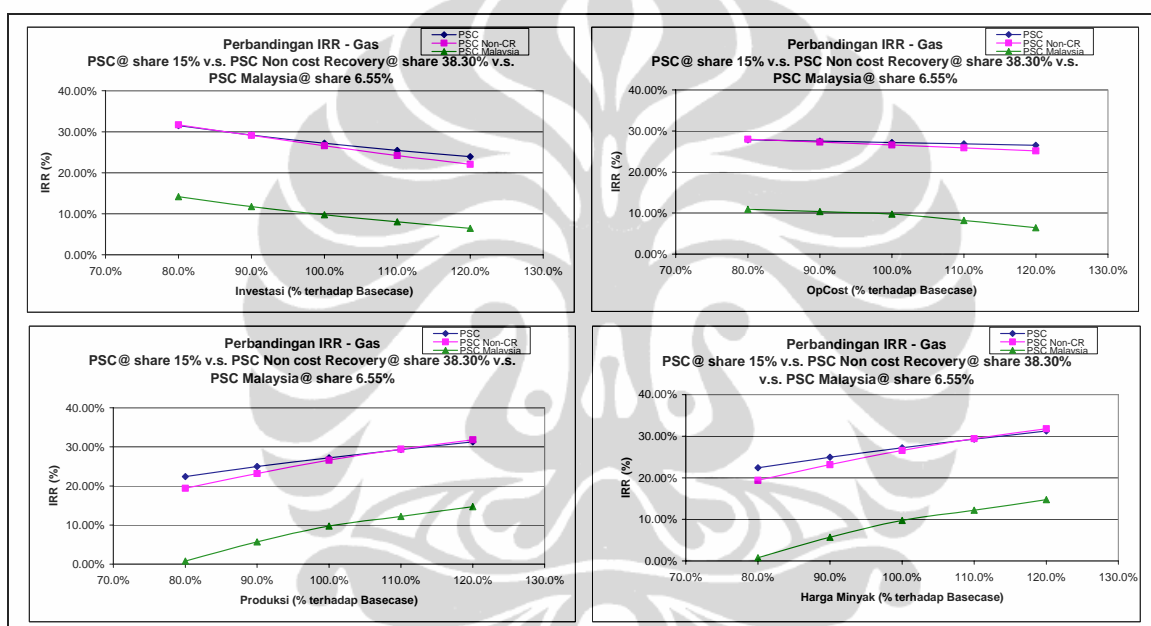 Perbandingan IRR - Gas
PSC@ share 15% v.s. PSC Non cost Recovery@ share 38.30% v.s.
PSC Malaysia@ share 6.55%
PSC
PSC Non-CR
PSC Malaysia
40.00%
30.00%
20.00%
10.00%
0.00%
IRR (%)
70.0% 80.0% 90.0% 100.0% 110.0% 120.0% 130.0%
Investasi (% terhadap Basecase)
Perbandingan IRR - Gas
PSC@ share 15% v.s. PSC Non cost Recovery@ share 38.30% v.s.
PSC Malaysia@ share 6.55%
PSC
PSC Non-CR
PSC Malaysia
40.00%
30.00%
20.00%
10.00%
0.00%
IRR (%)
70.0% 80.0% 90.0% 100.0% 110.0% 120.0% 130.0%
OpCost (% terhadap Basecase)
Perbandingan IRR - Gas
PSC@ share 15% v.s. PSC Non cost Recovery@ share 38.30% v.s.
PSC Malaysia@ share 6.55%
PSC
PSC Non-CR
PSC Malaysia
40.00%
30.00%
20.00%
10.00%
0.00%
IRR (%)
70.0% 80.0% 90.0% 100.0% 110.0% 120.0% 130.0%
Produksi (% terhadap Basecase)
Perbandingan IRR - Gas
PSC@ share 15% v.s. PSC Non cost Recovery@ share 38.30%
v.s. PSC Malaysia@ share 6.55%
PSC
PSC Non-CR
PSC Malaysia
40.00%
30.00%
20.00%
10.00%
0.00%
IRR (%)
70.0% 80.0% 90.0% 100.0% 110.0% 120.0% 130.0%
Harga Minyak (% terhadap Basecase)